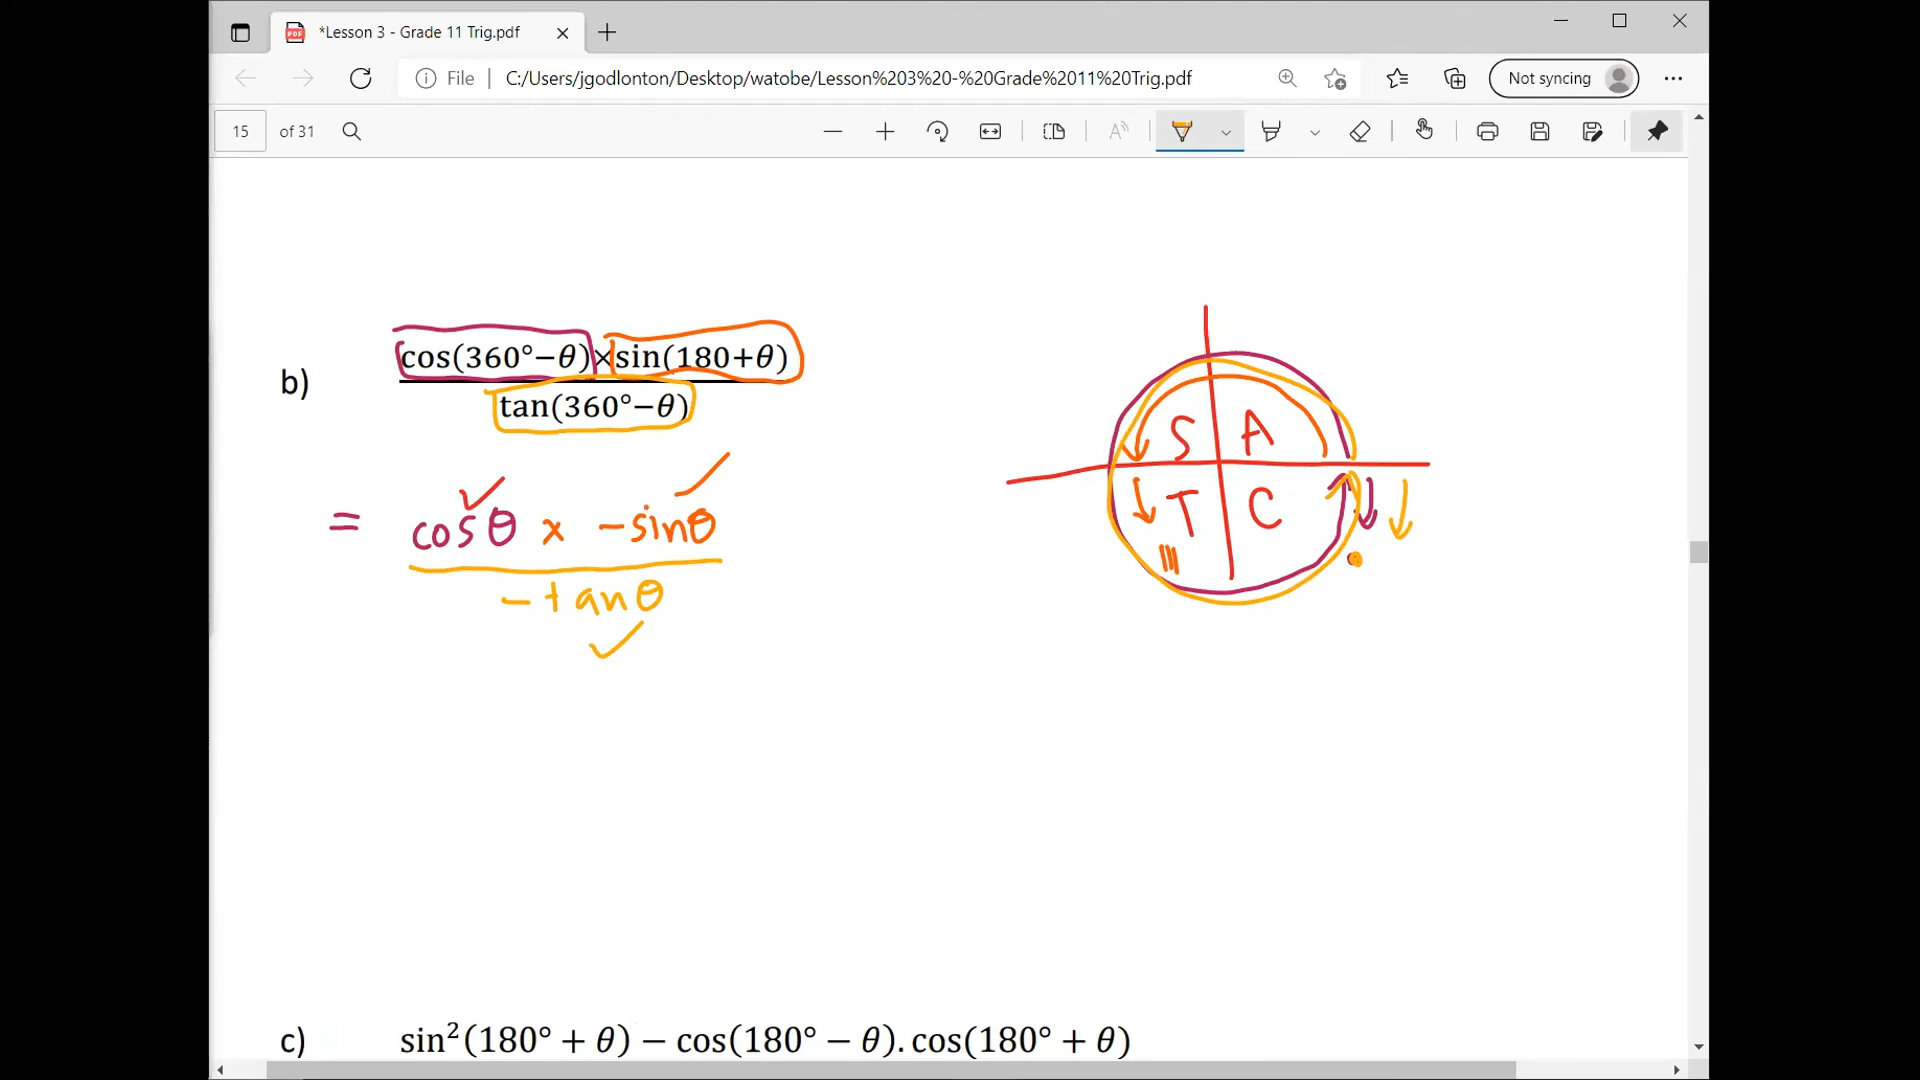 *Lesson 3 - Grade 11 Trig.pdf
File | C:/Users/jgodlonton/Desktop/watobe/Lesson%203%20-%20Grade%2011%20Trig.pdf
Not syncing
15 of 31
b) cos(360°−θ)×sin(180+θ)
tan(360°−θ)
= cosθ x −sinθ
−tanθ
S A
T C
III
c) sin²(180° + θ) − cos(180° − θ). cos(180° + θ)